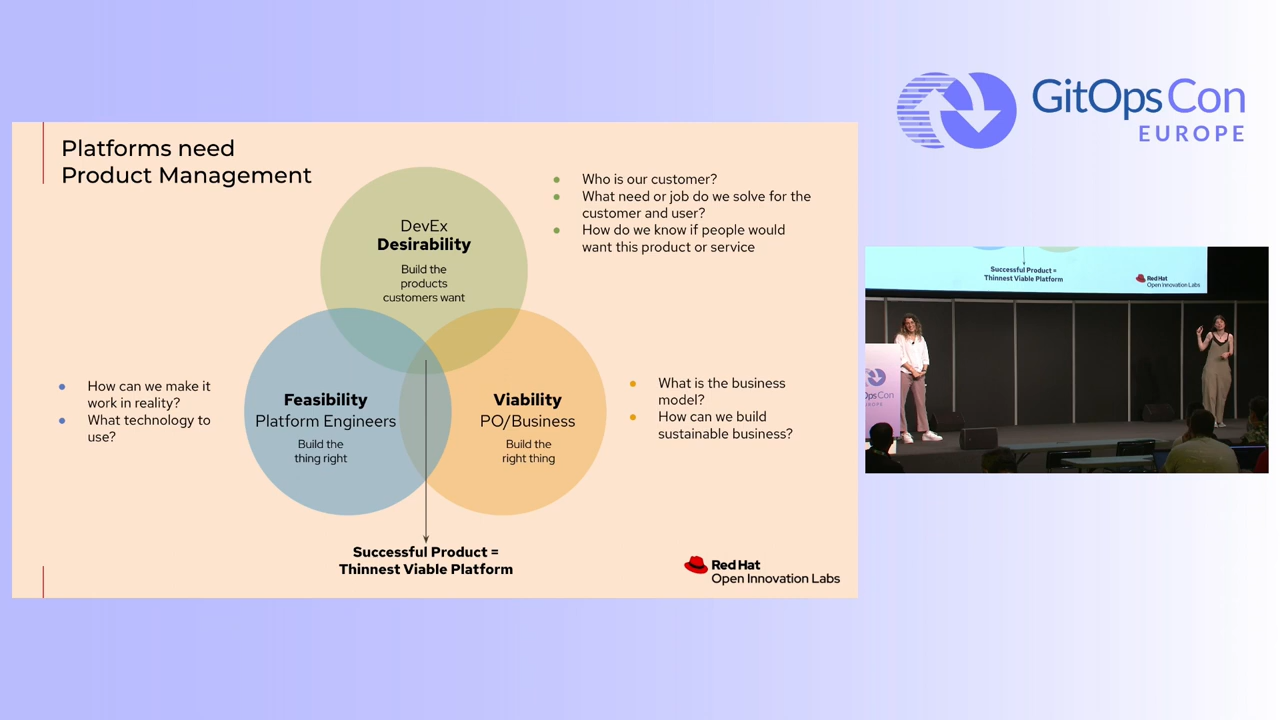 Platforms need
Product Management
DevEx
Desirability
Build the
products
customers want
Who is our customer?
What need or job do we solve for the
customer and user?
How do we know if people would
want this product or service
How can we make it
work in reality?
What technology to
use?
Feasibility
Platform Engineers
Build the
thing right
Viability
PO/Business
Build the
right thing
What is the business
model?
How can we build
sustainable business?
Successful Product =
Thinnest Viable Platform
Red Hat
Open Innovation Labs
GitOpsCon
EUROPE
Successful Product =
Thinnest Viable Platform
Red Hat
Open Innovation Labs
OpsCon
EUROPE